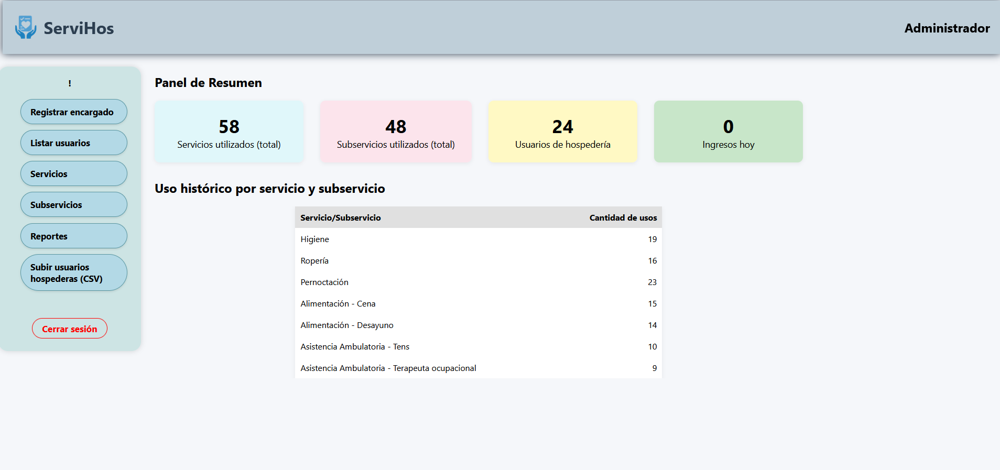 ServiHos
Administrador
!
Registrar encargado
Listar usuarios
Servicios
Subservicios
Reportes
Subir usuarios
hospederas (CSV)
Cerrar sesión
Panel de Resumen
58
Servicios utilizados (total)
48
Subservicios utilizados (total)
24
Usuarios de hospedería
0
Ingresos hoy
Uso histórico por servicio y subservicio
Servicio/Subservicio Cantidad de usos
Higiene 19
Ropería 16
Pernoctación 23
Alimentación - Cena 15
Alimentación - Desayuno 14
Asistencia Ambulatoria - Tens 10
Asistencia Ambulatoria - Terapeuta ocupacional 9